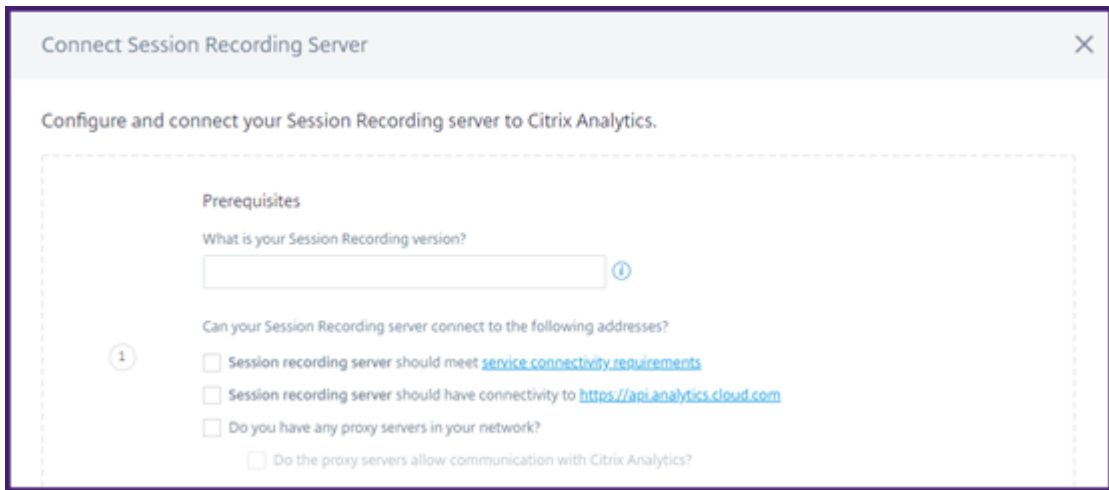 Connect Session Recording Server
Configure and connect your Session Recording server to Citrix Analytics.
Prerequisites
What is your Session Recording version?
i
Can your Session Recording server connect to the following addresses?
1
Session recording server should meet service connectivity requirements
Session recording server should have connectivity to https://api.analytics.cloud.com
Do you have any proxy servers in your network?
Do the proxy servers allow communication with Citrix Analytics?